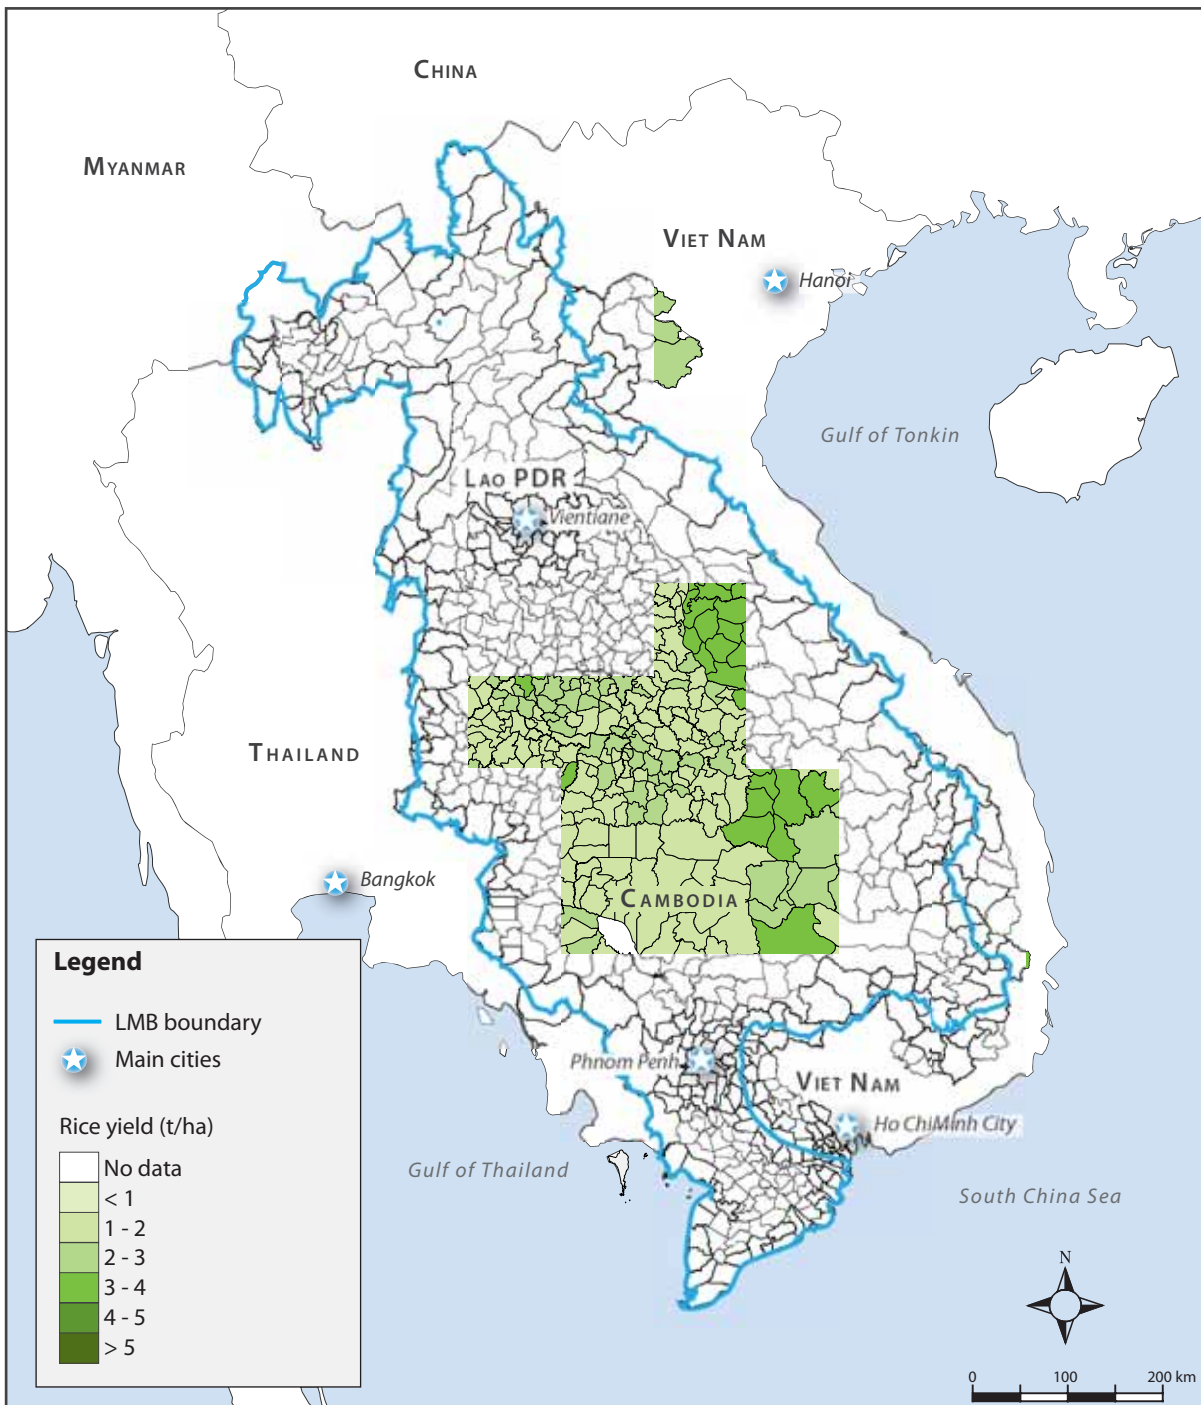 CHINA
MYANMAR
VIET NAM
Hanoi
Gulf of Tonkin
LAO PDR
Vientiane
THAILAND
Bangkok
CAMBODIA
Legend
LMB boundary
Main cities
Rice yield (t/ha)
No data
< 1
1 - 2
2 - 3
3 - 4
4 - 5
> 5
Phnom Penh
VIET NAM
Ho ChiMinh City
Gulf of Thailand
South China Sea
N
0 100 200 km